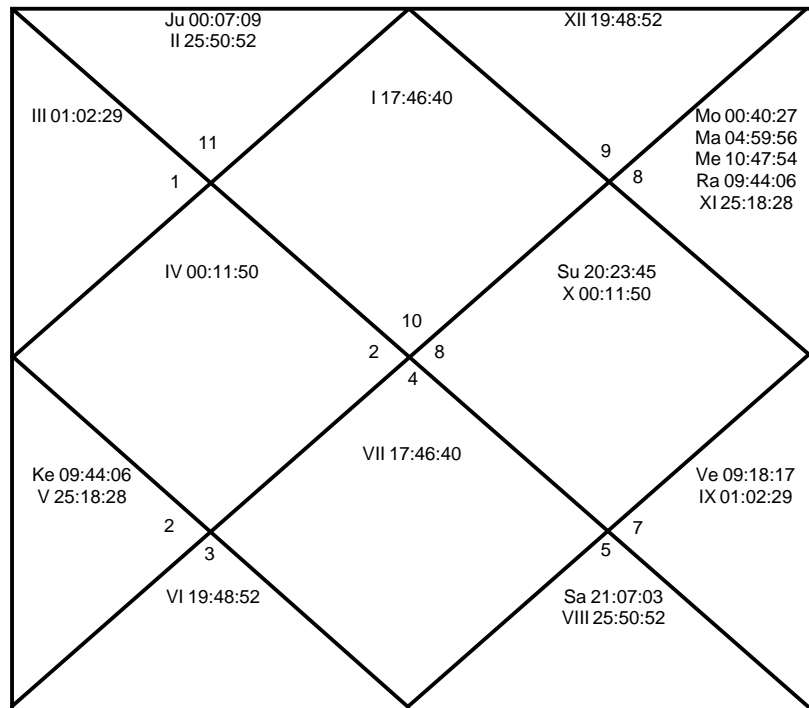 Ju 00:07:09
II 25:50:52
XII 19:48:52
I 17:46:40
III 01:02:29
Mo 00:40:27
Ma 04:59:56
Me 10:47:54
Ra 09:44:06
XI 25:18:28
11
1
9
8
IV 00:11:50
Su 20:23:45
X 00:11:50
10
2
8
4
VII 17:46:40
Ke 09:44:06
V 25:18:28
Ve 09:18:17
IX 01:02:29
2
3
7
5
VI 19:48:52
Sa 21:07:03
VIII 25:50:52